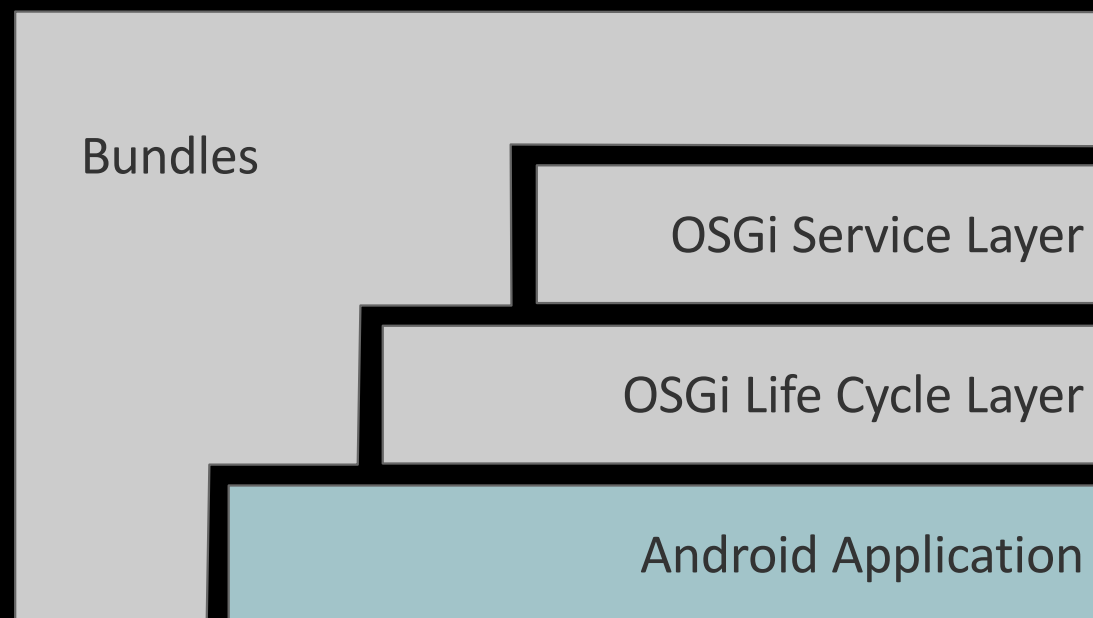 Bundles
OSGi Service Layer
OSGi Life Cycle Layer
Android Application